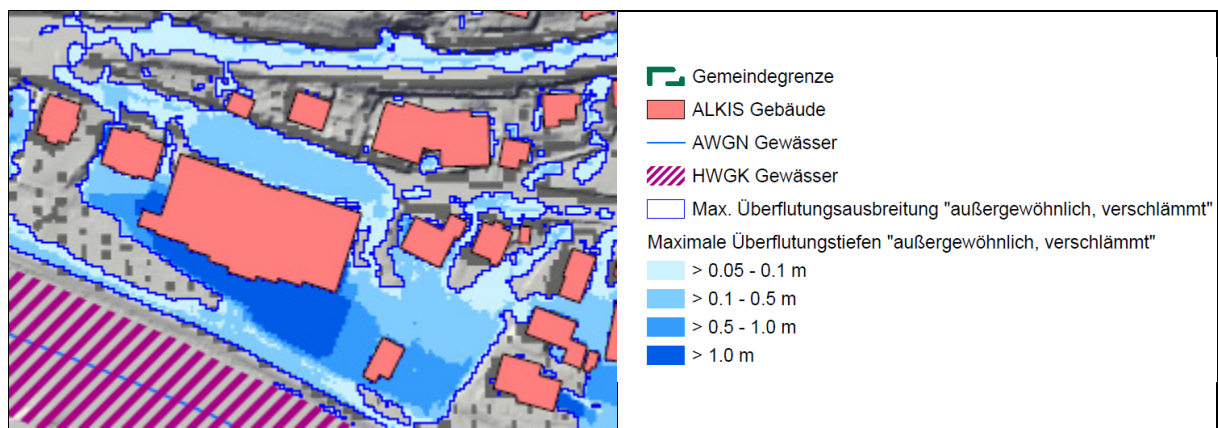 Gemeindegrenze
ALKIS Gebäude
AWGN Gewässer
HWGK Gewässer
Max. Überflutungsausbreitung "außergewöhnlich, verschlämmt"
Maximale Überflutungstiefen "außergewöhnlich, verschlämmt"
> 0.05 - 0.1 m
> 0.1 - 0.5 m
> 0.5 - 1.0 m
> 1.0 m